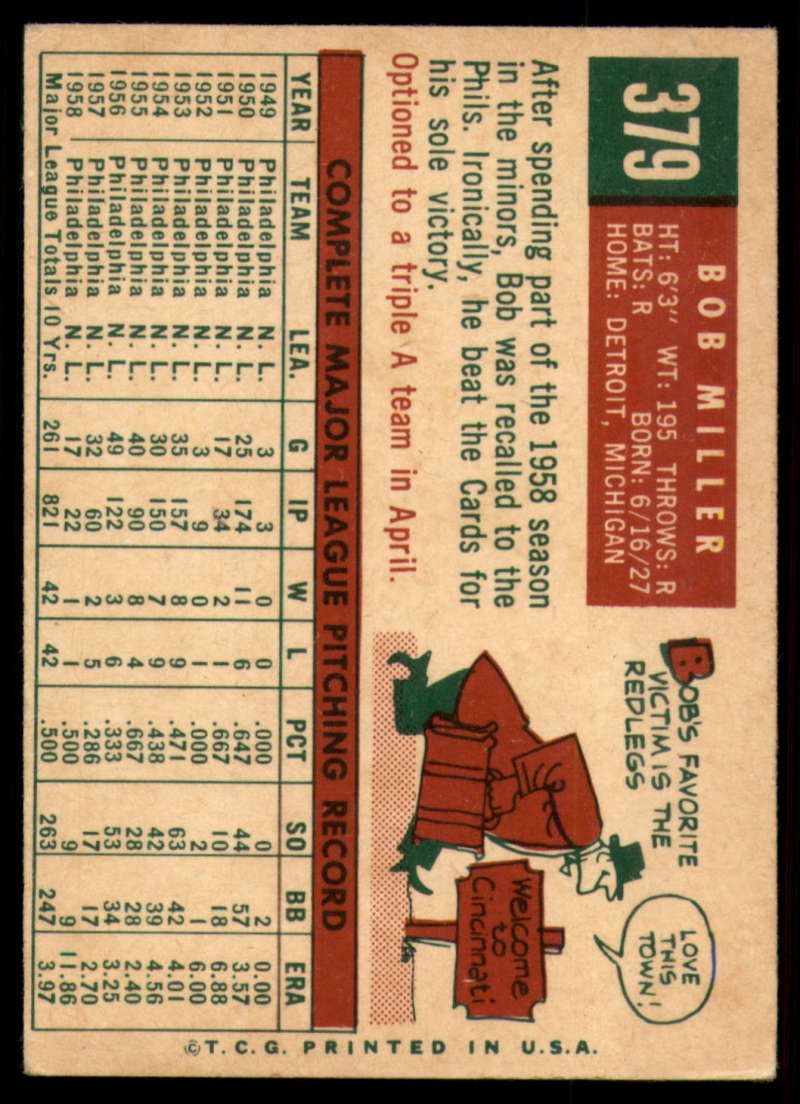 379
BOB MILLER
HT: 6'3" WT: 195 THROWS: R
BATS: R BORN: 6/16/27
HOME: DETROIT, MICHIGAN
After spending part of the 1958 season
in the minors, Bob was recalled to the
Phils. Ironically, he beat the Cards for
his sole victory.
Optioned to a triple A team in April.
BOB'S FAVORITE
VICTIM IS THE
REDLEGS
LOVE
THIS
TOWN!
Welcome
to
Cincinnati
COMPLETE MAJOR LEAGUE PITCHING RECORD
YEAR TEAM LEA. G IP W L PCT SO BB ERA
1949 Philadelphia N. L. 3 3 0 0 .000 0 2 0.00
1950 Philadelphia N. L. 25 174 11 6 .647 44 57 3.57
1951 Philadelphia N. L. 17 34 2 1 .667 10 18 6.88
1952 Philadelphia N. L. 3 9 0 1 .000 2 1 6.00
1953 Philadelphia N. L. 35 157 8 9 .471 63 42 4.01
1954 Philadelphia N. L. 30 150 7 9 .438 42 39 4.56
1955 Philadelphia N. L. 40 90 8 4 .667 28 28 2.40
1956 Philadelphia N. L. 49 122 3 6 .333 53 34 3.25
1957 Philadelphia N. L. 32 60 2 5 .286 17 17 2.70
1958 Philadelphia N. L. 17 22 1 1 .500 9 9 11.86
Major League Totals 10 Yrs. 261 821 42 42 .500 263 247 3.97
©T.C.G. PRINTED IN U.S.A.